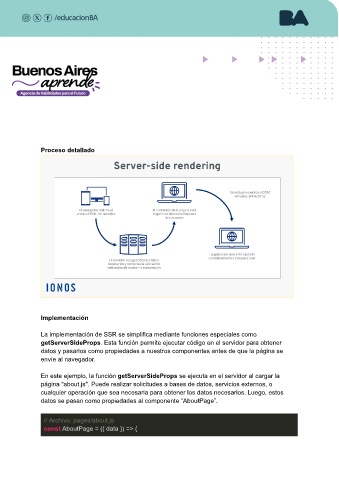 /educacionBA
BA
Buenos Aires
aprende
Agencia de Habilidades para el Futuro
Proceso detallado
Server-side rendering
IONOS
Implementación
La implementación de SSR se simplifica mediante funciones especiales como
getServerSideProps. Esta función permite ejecutar código en el servidor para obtener
datos y pasarlos como propiedades a nuestros componentes antes de que la página se
envíe al navegador.
En este ejemplo, la función getServerSideProps se ejecuta en el servidor al cargar la
página "about.js". Puede realizar solicitudes a bases de datos, servicios externos, o
cualquier operación que sea necesaria para obtener los datos necesarios. Luego, estos
datos se pasan como propiedades al componente "AboutPage".
// Archivo: pages/about.js
const AboutPage = ({ data }) => {